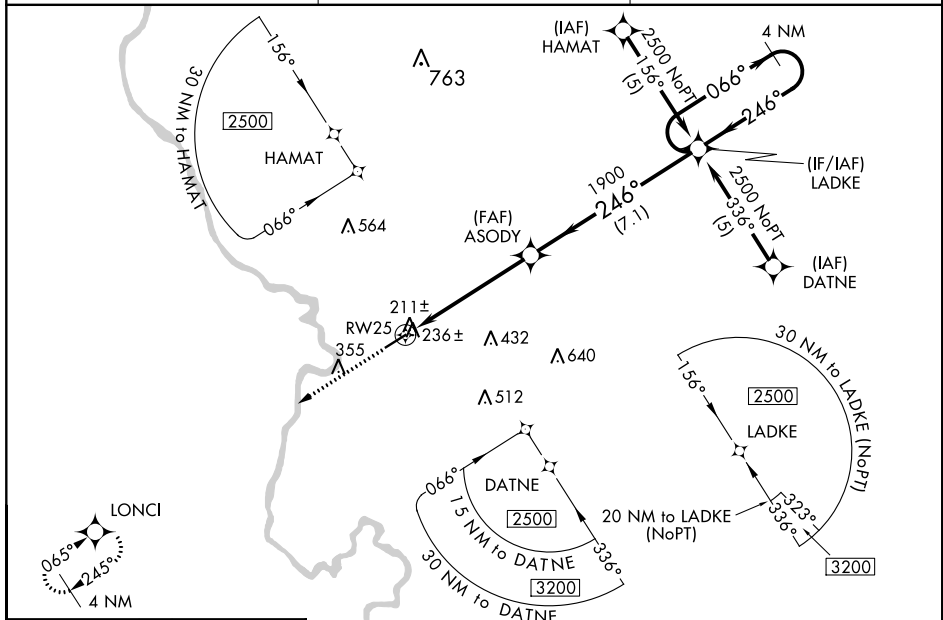 (IAF)
HAMAT
2500 NoPT
156°
(5)
4 NM
066°
246°
(IF/IAF)
LADKE
2500 NoPT
336°
(5)
(IAF)
DATNE
1900
246°
(7.1)
(FAF)
ASODY
763
564
30 NM to HAMAT
156°
2500
HAMAT
066°
211±
RW25
236±
355
432
640
512
30 NM to LADKE (NoPT)
156°
2500
LADKE
20 NM to LADKE
(NoPT)
323°
336°
3200
066°
DATNE
2500
15 NM to DATNE
336°
3200
30 NM to DATNE
LONCI
065°
245°
4 NM